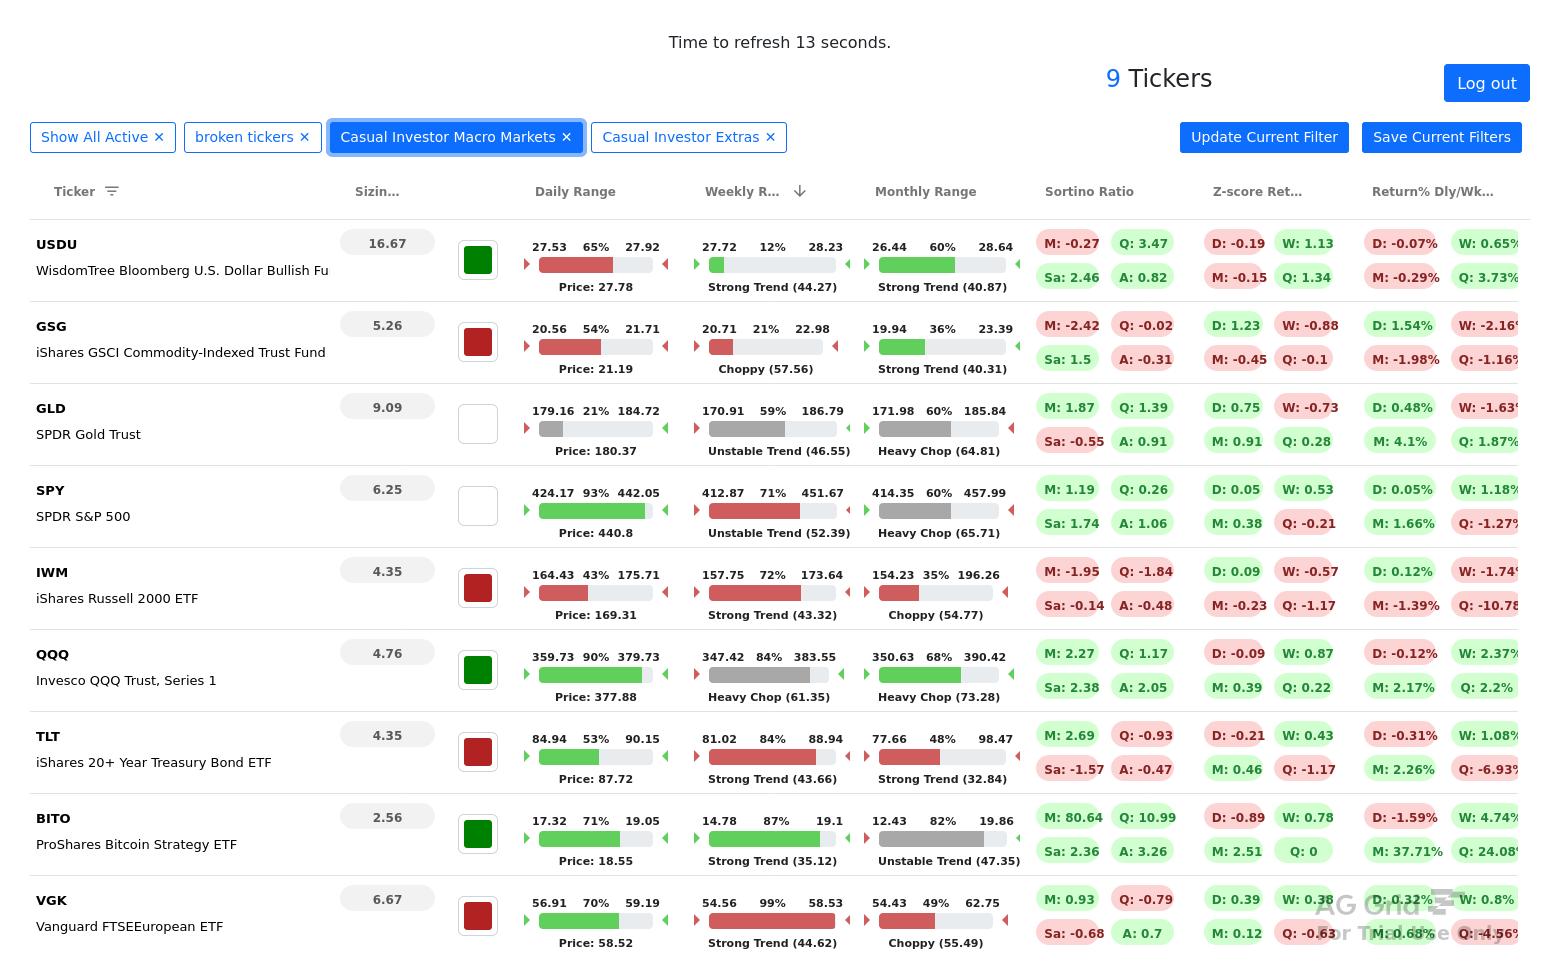 Time to refresh 13 seconds.
9 Tickers
Log out
Show All Active ✕ broken tickers ✕ Casual Investor Macro Markets ✕ Casual Investor Extras ✕ Update Current Filter Save Current Filters
Ticker Sizin... Daily Range Weekly R... Monthly Range Sortino Ratio Z-score Ret... Return% Dly/Wk...
USDU 16.67 27.53 65% 27.92 27.72 12% 28.23 26.44 60% 28.64 M: -0.27 Q: 3.47 D: -0.19 W: 1.13 D: -0.07% W: 0.65%
WisdomTree Bloomberg U.S. Dollar Bullish Fu Price: 27.78 Strong Trend (44.27) Strong Trend (40.87) Sa: 2.46 A: 0.82 M: -0.15 Q: 1.34 M: -0.29% Q: 3.73%
GSG 5.26 20.56 54% 21.71 20.71 21% 22.98 19.94 36% 23.39 M: -2.42 Q: -0.02 D: 1.23 W: -0.88 D: 1.54% W: -2.16%
iShares GSCI Commodity-Indexed Trust Fund Price: 21.19 Choppy (57.56) Strong Trend (40.31) Sa: 1.5 A: -0.31 M: -0.45 Q: -0.1 M: -1.98% Q: -1.16%
GLD 9.09 179.16 21% 184.72 170.91 59% 186.79 171.98 60% 185.84 M: 1.87 Q: 1.39 D: 0.75 W: -0.73 D: 0.48% W: -1.63%
SPDR Gold Trust Price: 180.37 Unstable Trend (46.55) Heavy Chop (64.81) Sa: -0.55 A: 0.91 M: 0.91 Q: 0.28 M: 4.1% Q: 1.87%
SPY 6.25 424.17 93% 442.05 412.87 71% 451.67 414.35 60% 457.99 M: 1.19 Q: 0.26 D: 0.05 W: 0.53 D: 0.05% W: 1.18%
SPDR S&P 500 Price: 440.8 Unstable Trend (52.39) Heavy Chop (65.71) Sa: 1.74 A: 1.06 M: 0.38 Q: -0.21 M: 1.66% Q: -1.27%
IWM 4.35 164.43 43% 175.71 157.75 72% 173.64 154.23 35% 196.26 M: -1.95 Q: -1.84 D: 0.09 W: -0.57 D: 0.12% W: -1.74%
iShares Russell 2000 ETF Price: 169.31 Strong Trend (43.32) Choppy (54.77) Sa: -0.14 A: -0.48 M: -0.23 Q: -1.17 M: -1.39% Q: -10.78
QQQ 4.76 359.73 90% 379.73 347.42 84% 383.55 350.63 68% 390.42 M: 2.27 Q: 1.17 D: -0.09 W: 0.87 D: -0.12% W: 2.37%
Invesco QQQ Trust, Series 1 Price: 377.88 Heavy Chop (61.35) Heavy Chop (73.28) Sa: 2.38 A: 2.05 M: 0.39 Q: 0.22 M: 2.17% Q: 2.2%
TLT 4.35 84.94 53% 90.15 81.02 84% 88.94 77.66 48% 98.47 M: 2.69 Q: -0.93 D: -0.21 W: 0.43 D: -0.31% W: 1.08%
iShares 20+ Year Treasury Bond ETF Price: 87.72 Strong Trend (43.66) Strong Trend (32.84) Sa: -1.57 A: -0.47 M: 0.46 Q: -1.17 M: 2.26% Q: -6.93%
BITO 2.56 17.32 71% 19.05 14.78 87% 19.1 12.43 82% 19.86 M: 80.64 Q: 10.99 D: -0.89 W: 0.78 D: -1.59% W: 4.74%
ProShares Bitcoin Strategy ETF Price: 18.55 Strong Trend (35.12) Unstable Trend (47.35) Sa: 2.36 A: 3.26 M: 2.51 Q: 0 M: 37.71% Q: 24.08%
VGK 6.67 56.91 70% 59.19 54.56 99% 58.53 54.43 49% 62.75 M: 0.93 Q: -0.79 D: 0.39 W: 0.38 D: 0.32% W: 0.8%
Vanguard FTSEEuropean ETF Price: 58.52 Strong Trend (44.62) Choppy (55.49) Sa: -0.68 A: 0.7 M: 0.12 Q: -0.63 M: 0.68% Q: -4.56%
AG Grid
For Trial Use Only